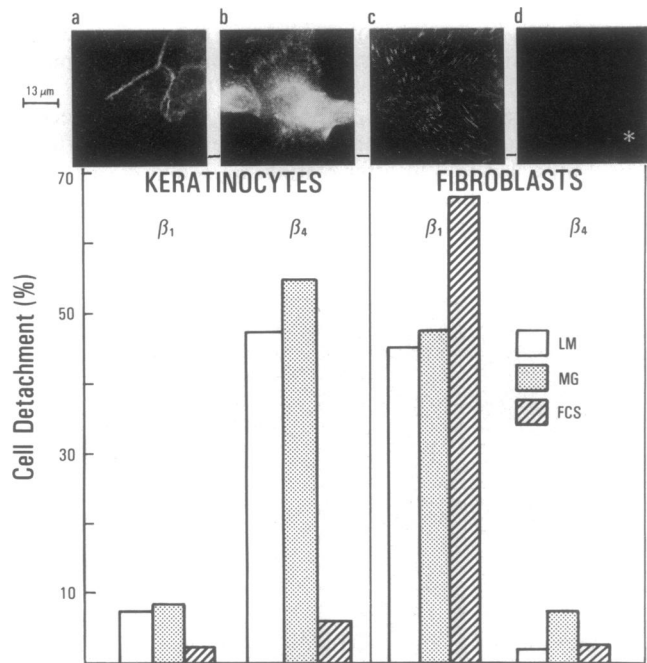 a b c d
13 μm
*
70
KERATINOCYTES FIBROBLASTS
β₁ β₄ β₁ β₄
50
LM
MG
FCS
30
10
Cell Detachment (%)